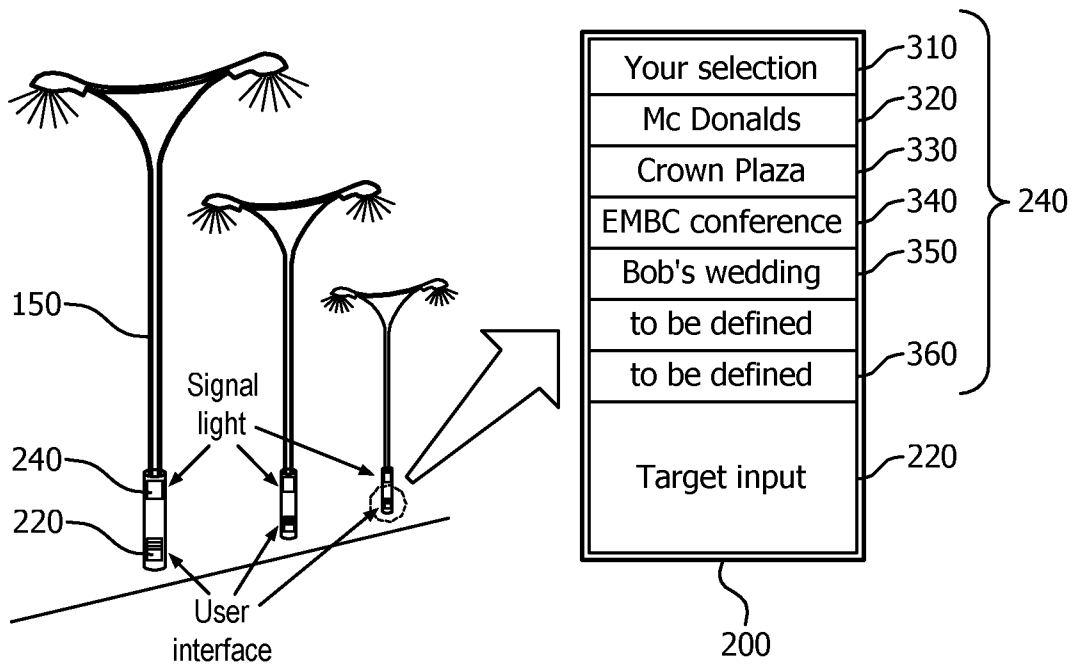 150
Signal
light
240
220
User
interface
Your selection
Mc Donalds
Crown Plaza
EMBC conference
Bob's wedding
to be defined
to be defined
Target input
310
320
330
340
350
360
220
240
200